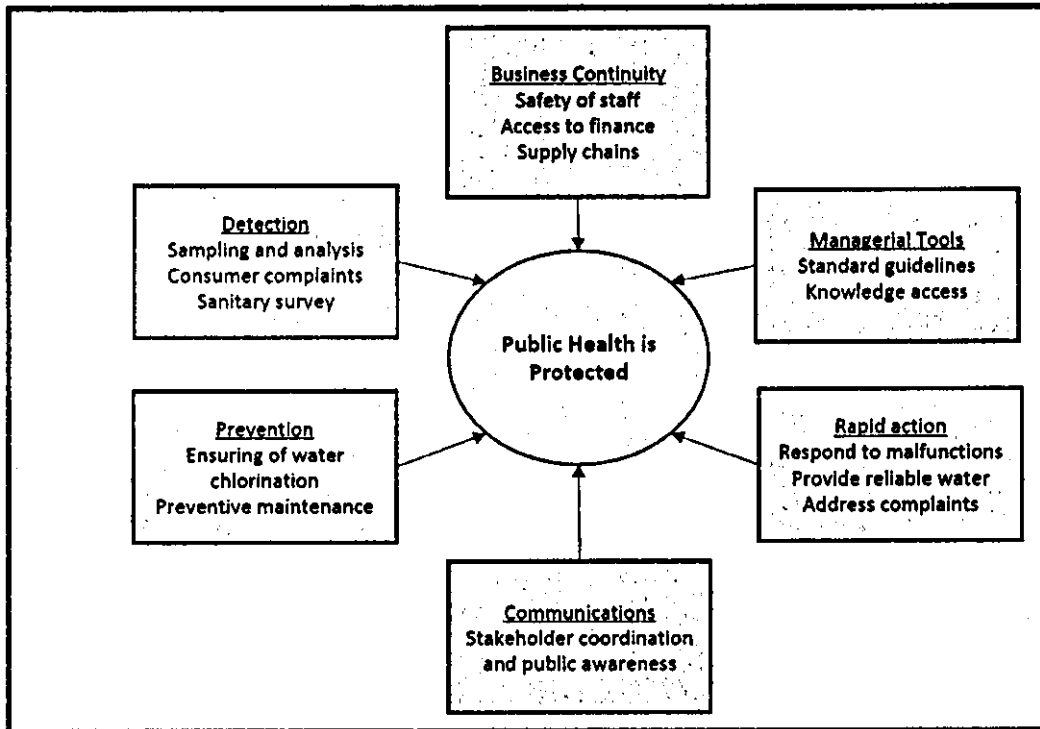 Business Continuity
Safety of staff
Access to finance
Supply chains
Detection
Sampling and analysis
Consumer complaints
Sanitary survey
Managerial Tools
Standard guidelines
Knowledge access
Public Health is
Protected
Prevention
Ensuring of water
chlorination
Preventive maintenance
Rapid action
Respond to malfunctions
Provide reliable water
Address complaints
Communications
Stakeholder coordination
and public awareness